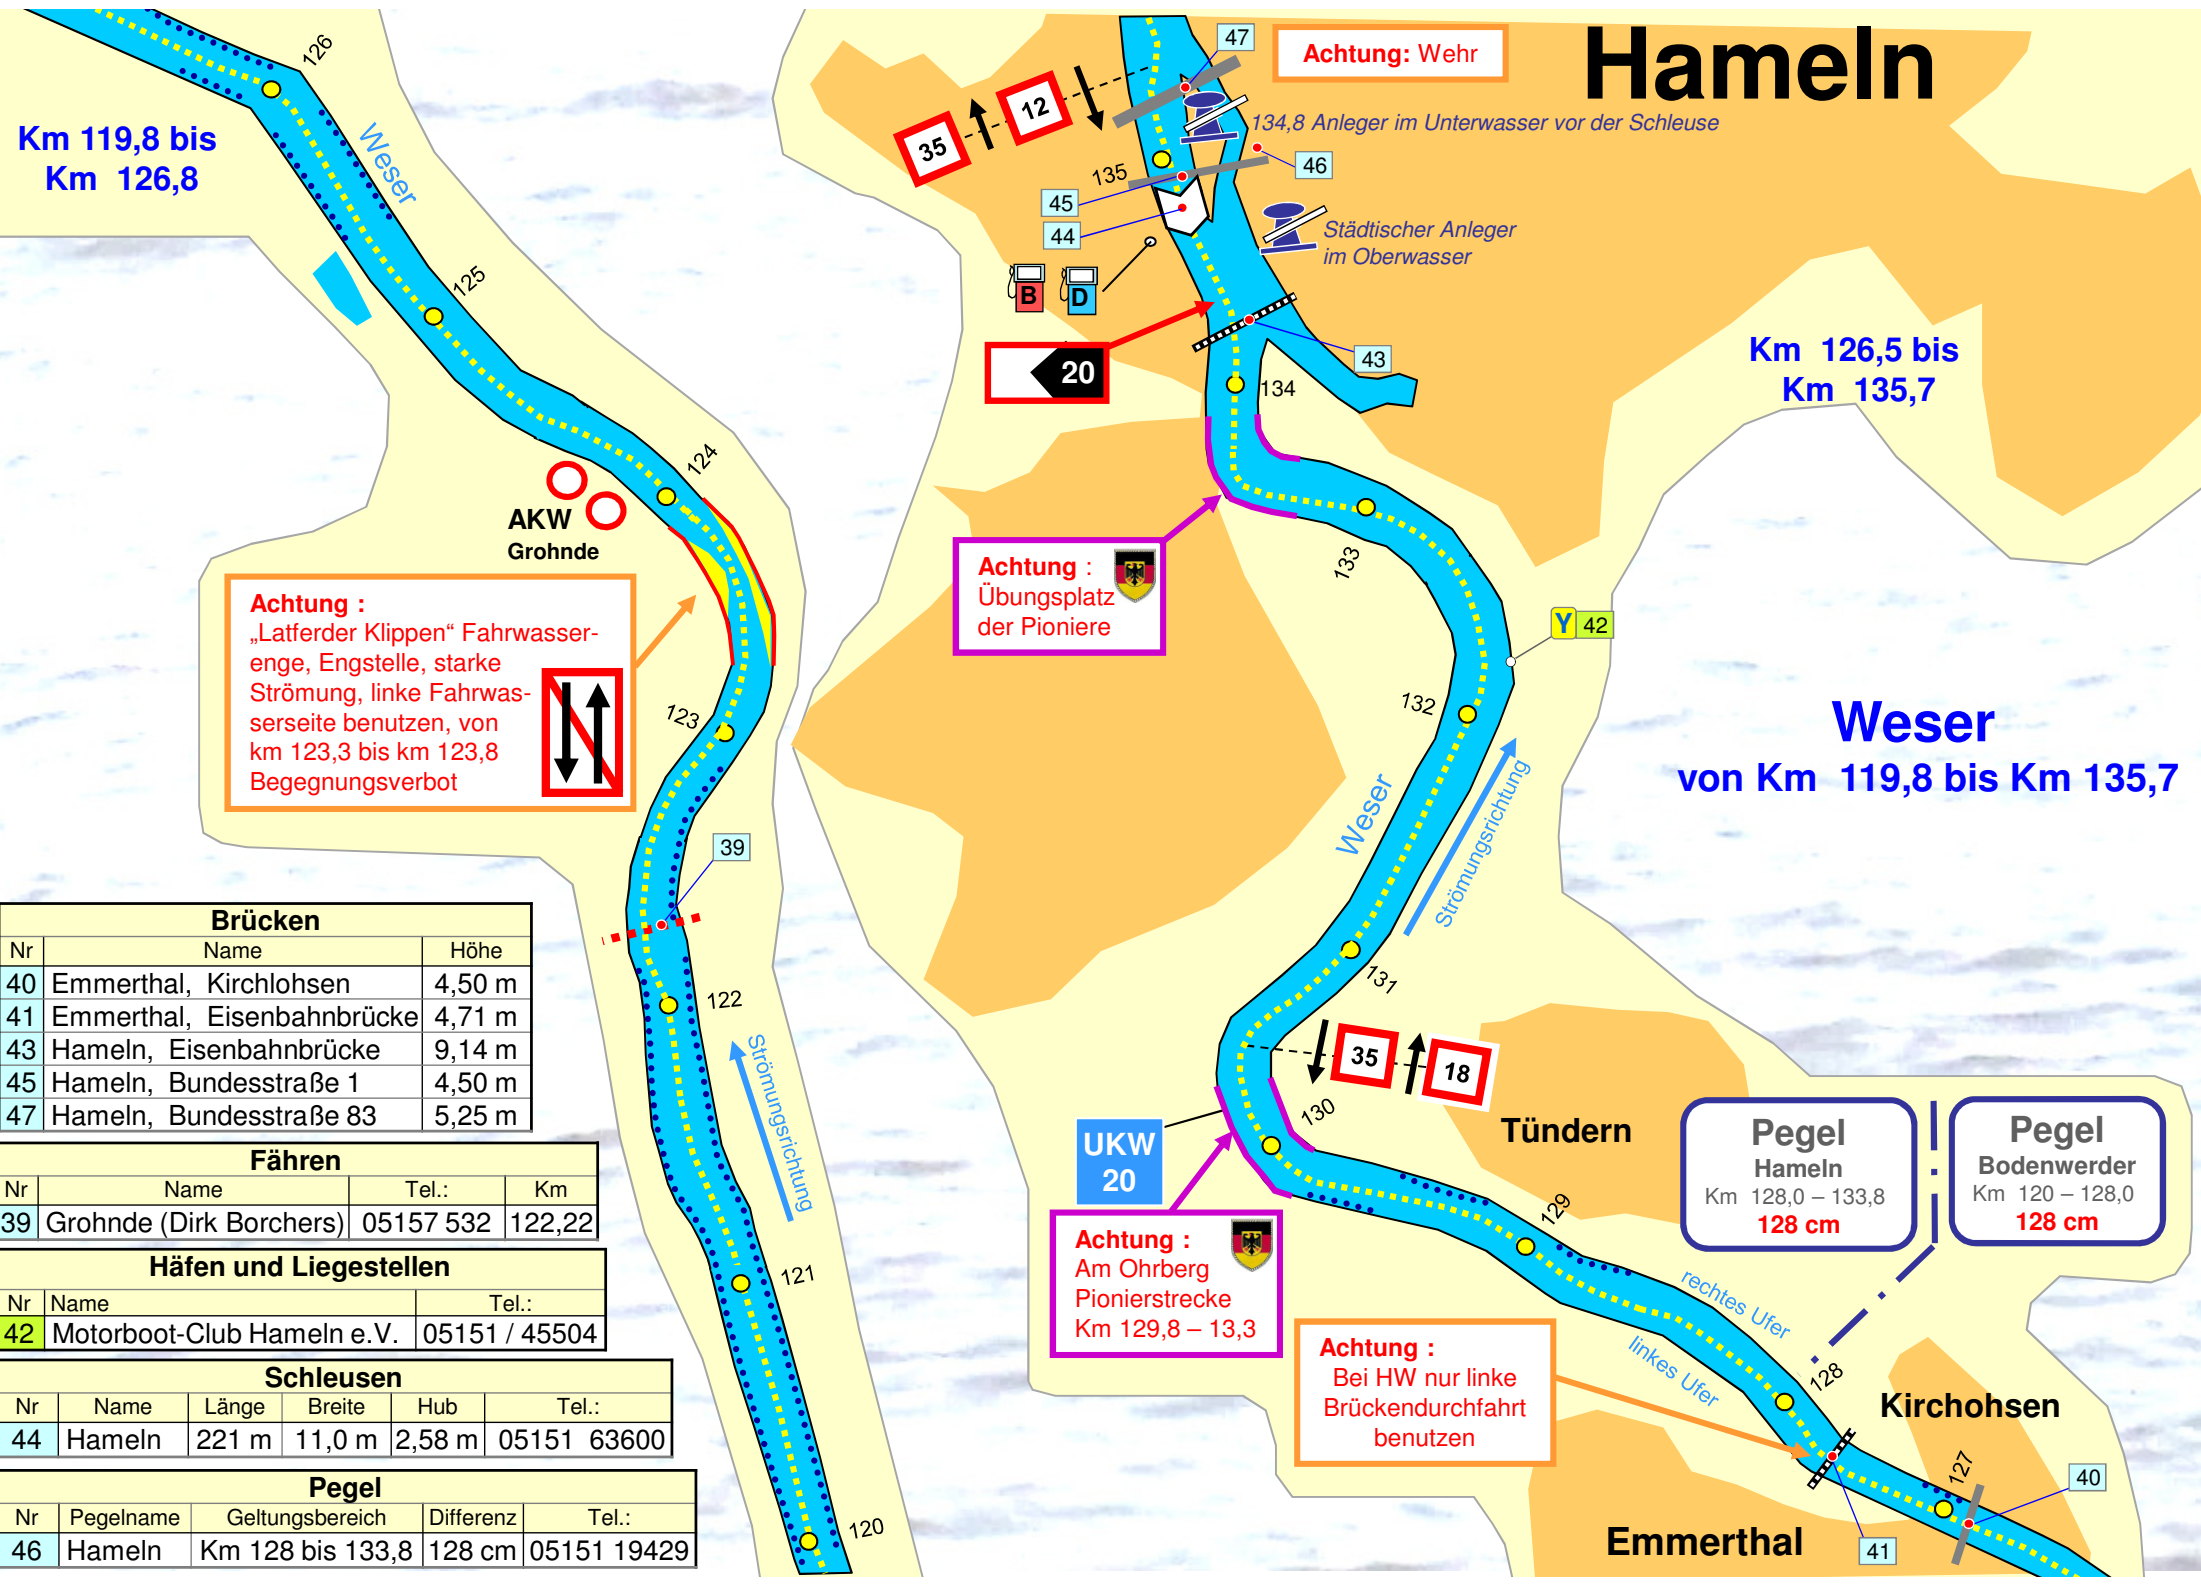 126
Km 119,8 bis
Km 126,8
Weser
125
124
AKW
Grohnde
Achtung :
„Latferder Klippen“ Fahrwasser-
enge, Engstelle, starke
Strömung, linke Fahrwas-
serseite benutzen, von
km 123,3 bis km 123,8
Begegnungsverbot
123
39
122
Strömungsrichtung
121
120
Brücken
Nr Name Höhe
40 Emmerthal, Kirchlohsen 4,50 m
41 Emmerthal, Eisenbahnbrücke 4,71 m
43 Hameln, Eisenbahnbrücke 9,14 m
45 Hameln, Bundesstraße 1 4,50 m
47 Hameln, Bundesstraße 83 5,25 m
Fähren
Nr Name Tel.: Km
39 Grohnde (Dirk Borchers) 05157 532 122,22
Häfen und Liegestellen
Nr Name Tel.:
42 Motorboot-Club Hameln e.V. 05151 / 45504
Schleusen
Nr Name Länge Breite Hub Tel.:
44 Hameln 221 m 11,0 m 2,58 m 05151 63600
Pegel
Nr Pegelname Geltungsbereich Differenz Tel.:
46 Hameln Km 128 bis 133,8 128 cm 05151 19429
Hameln
47
Achtung: Wehr
35
12
134,8 Anleger im Unterwasser vor der Schleuse
135
46
45
44
Städtischer Anleger
im Oberwasser
B
D
20
43
134
Km 126,5 bis
Km 135,7
Achtung :
Übungsplatz
der Pioniere
133
Y 42
132
Weser
von Km 119,8 bis Km 135,7
Weser
Strömungsrichtung
131
35
18
130
Tündern
UKW
20
Achtung :
Am Ohrberg
Pionierstrecke
Km 129,8 – 13,3
129
Pegel
Hameln
Km 128,0 – 133,8
128 cm
Pegel
Bodenwerder
Km 120 – 128,0
128 cm
rechtes Ufer
linkes Ufer
Achtung :
Bei HW nur linke
Brückendurchfahrt
benutzen
128
Kirchohsen
127
40
Emmerthal
41